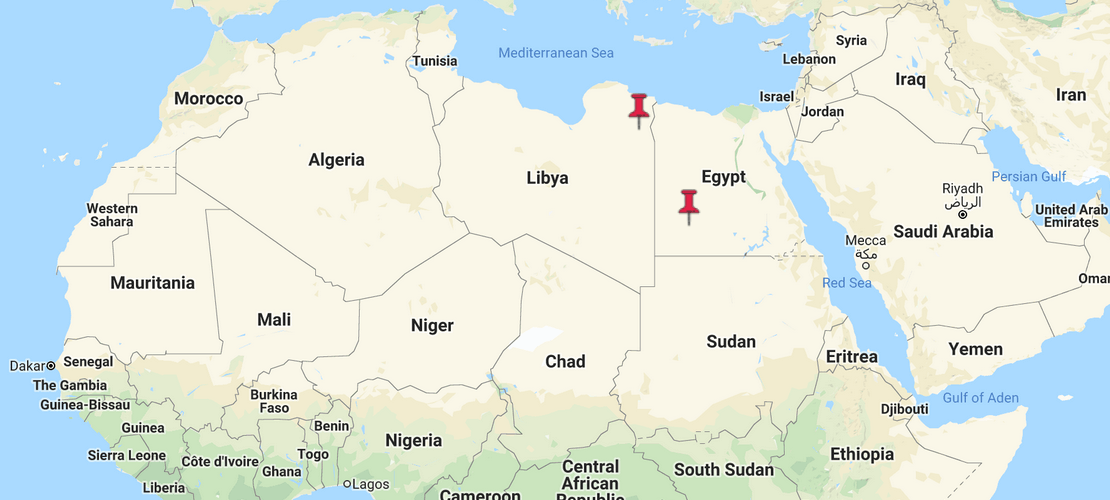 Syria
Mediterranean Sea
Tunisia
Lebanon
Iraq
Iran
Morocco
Israel
Jordan
Algeria
Libya
Egypt
Persian Gulf
Riyadh
الرياض
Western
Sahara
United Arab
Emirates
Saudi Arabia
Mecca
مكة
Mauritania
Red Sea
Oman
Mali
Niger
Sudan
Yemen
Chad
Eritrea
Dakar
Senegal
The Gambia
Guinea-Bissau
Burkina
Faso
Djibouti
Gulf of Aden
Guinea
Benin
Nigeria
Sierra Leone
Togo
Côte d'Ivoire
Ghana
Ethiopia
Central
African
Republic
South Sudan
Liberia
Lagos
Cameroon